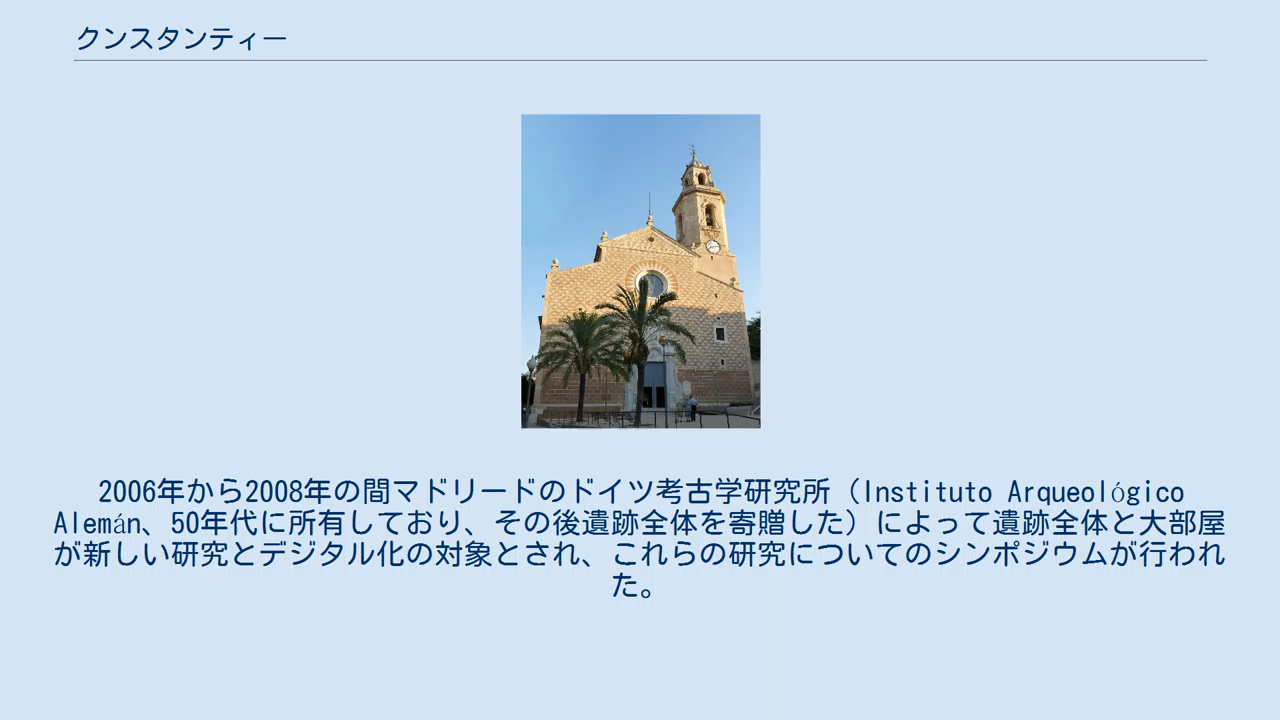 クンスタンティー
2006年から2008年の間マドリードのドイツ考古学研究所（Instituto Arqueológico
Alemán、50年代に所有しており、その後遺跡全体を寄贈した）によって遺跡全体と大部屋
が新しい研究とデジタル化の対象とされ、これらの研究についてのシンポジウムが行われ
た。